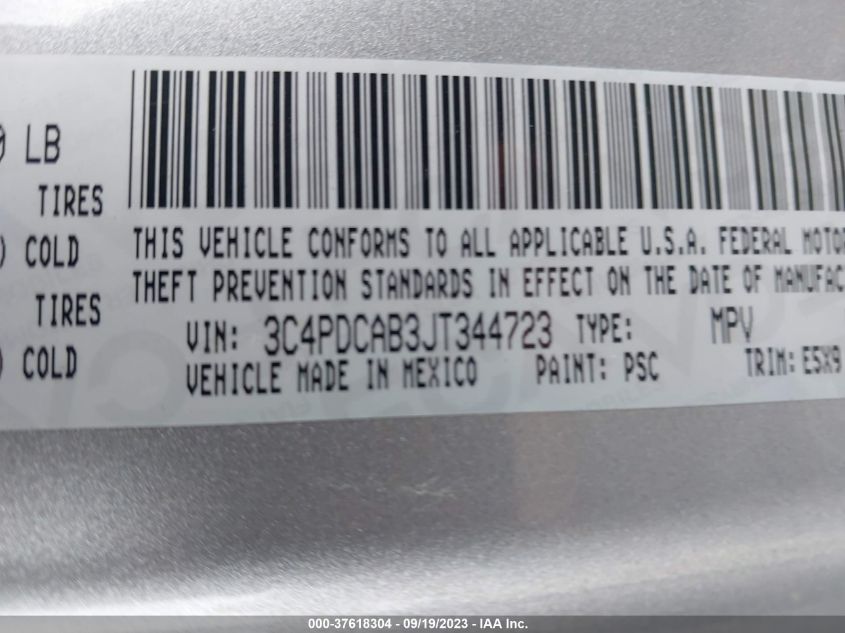 LB
TIRES
COLD
TIRES
COLD
THIS VEHICLE CONFORMS TO ALL APPLICABLE U.S.A. FEDERAL MOTOR
THEFT PREVENTION STANDARDS IN EFFECT ON THE DATE OF MANUFAC
VIN: 3C4PDCAB3JT344723 TYPE: MPV
VEHICLE MADE IN MEXICO PAINT: PSC TRIM: E5X9
000-37618304 - 09/19/2023 - IAA Inc.